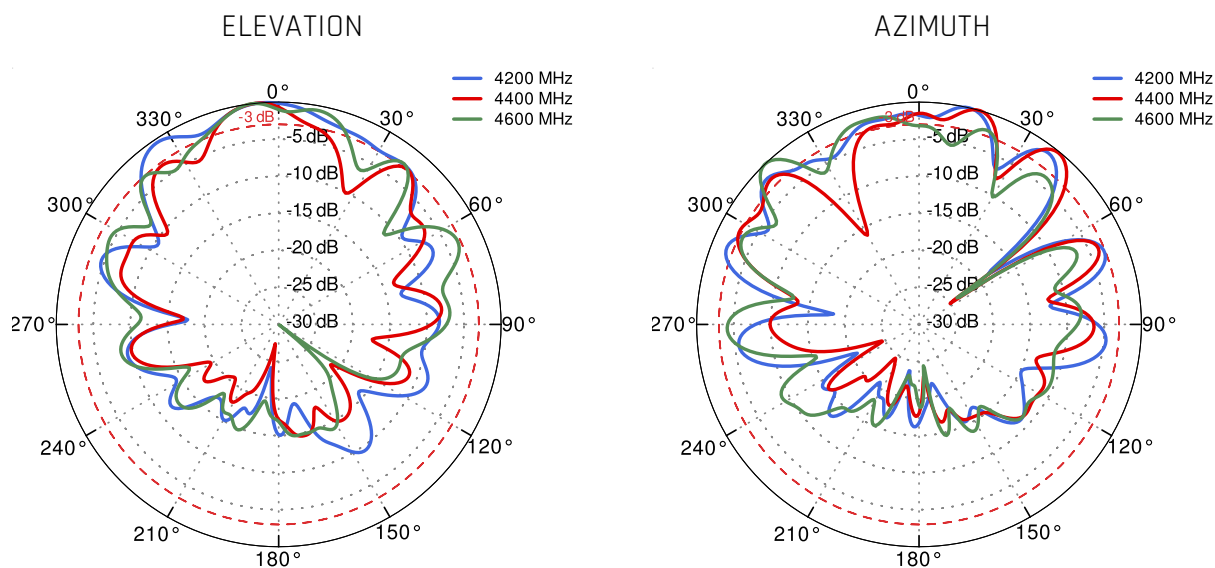 ELEVATION
4200 MHz
4400 MHz
4600 MHz
0°
30°
60°
90°
120°
150°
180°
210°
240°
270°
300°
330°
-3 dB
-5 dB
-10 dB
-15 dB
-20 dB
-25 dB
-30 dB
AZIMUTH
4200 MHz
4400 MHz
4600 MHz
0°
30°
60°
90°
120°
150°
180°
210°
240°
270°
300°
330°
-3 dB
-5 dB
-10 dB
-15 dB
-20 dB
-25 dB
-30 dB